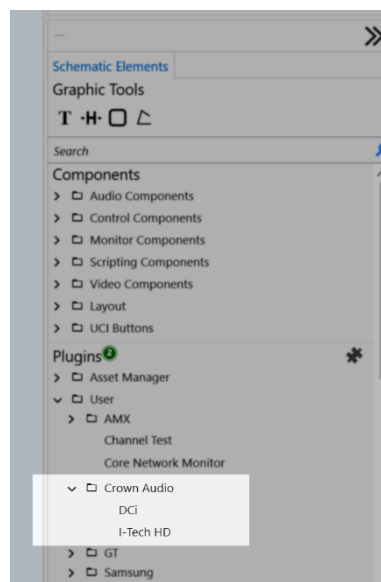 Schematic Elements
Graphic Tools
T ·H·
Search
Components
Audio Components
Control Components
Monitor Components
Scripting Components
Video Components
Layout
UCI Buttons
Plugins 2
Asset Manager
User
AMX
Channel Test
Core Network Monitor
Crown Audio
DCi
I-Tech HD
GT
Samsung